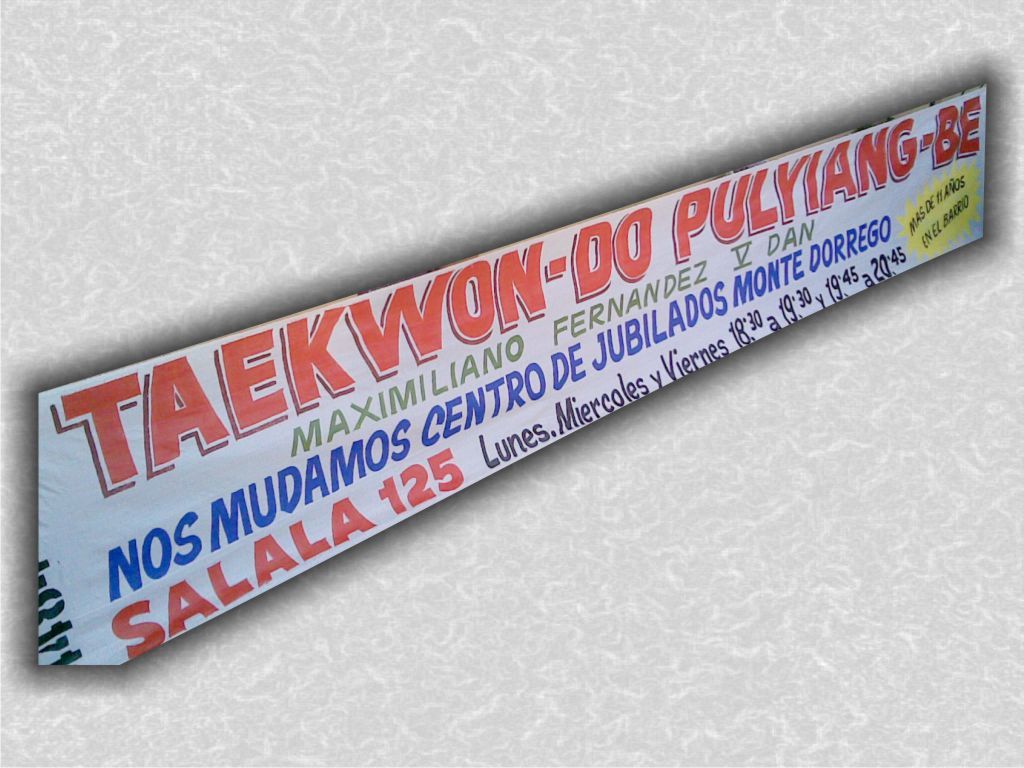 TAEKWON-DO PULYIANG-BE
MAXIMILIANO FERNANDEZ V DAN
MAS DE 11 AÑOS
EN EL BARRIO
NOS MUDAMOS CENTRO DE JUBILADOS MONTE DORREGO
SALALA 125 Lunes. Miercoles y Viernes 18:30 a 19:30 y 19:45 a 20:45